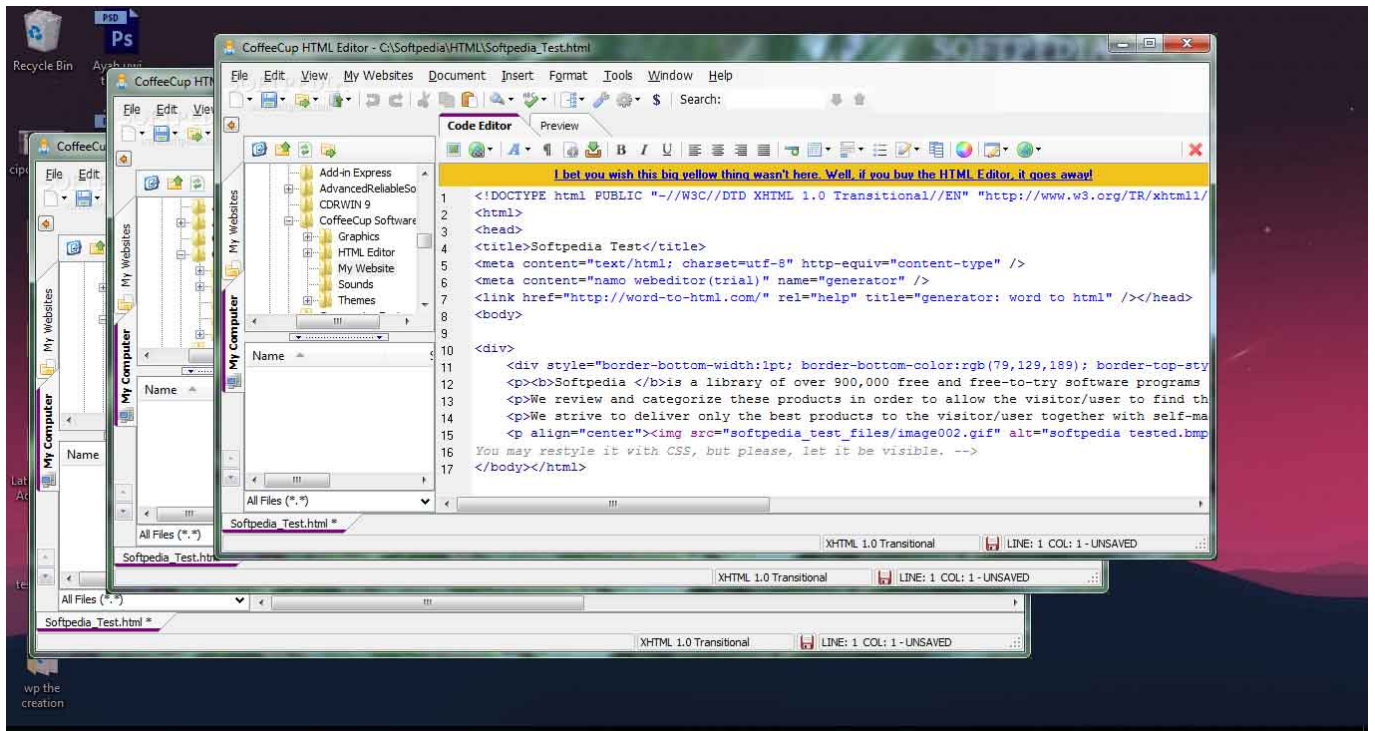 PSD
Ps
Recycle Bin
CoffeeCup HTML Editor - C:\Softpedia\HTML\Softpedia_Test.html
File Edit View My Websites Document Insert Format Tools Window Help
$ Search:
Code Editor Preview
B I U
I bet you wish this big yellow thing wasn't here. Well, if you buy the HTML Editor, it goes away!
My Websites
My Computer
Add-in Express
AdvancedReliableSo
CDRWIN 9
CoffeeCup Software
Graphics
HTML Editor
My Website
Sounds
Themes
Name
All Files (*.*)
1 <!DOCTYPE html PUBLIC "-//W3C//DTD XHTML 1.0 Transitional//EN" "http://www.w3.org/TR/xhtml1/
2 <html>
3 <head>
4 <title>Softpedia Test</title>
5 <meta content="text/html; charset=utf-8" http-equiv="content-type" />
6 <meta content="namo webeditor(trial)" name="generator" />
7 <link href="http://word-to-html.com/" rel="help" title="generator: word to html" /></head>
8 <body>
9
10 <div>
11 <div style="border-bottom-width:1pt; border-bottom-color:rgb(79,129,189); border-top-sty
12 <p><b>Softpedia </b>is a library of over 900,000 free and free-to-try software programs
13 <p>We review and categorize these products in order to allow the visitor/user to find th
14 <p>We strive to deliver only the best products to the visitor/user together with self-ma
15 <p align="center"><img src="softpedia_test_files/image002.gif" alt="softpedia tested.bmp
16 You may restyle it with CSS, but please, let it be visible. -->
17 </body></html>
Softpedia_Test.html *
XHTML 1.0 Transitional LINE: 1 COL: 1 - UNSAVED
CoffeeCup HTM
File Edit View
My Websites
My Computer
Name
All Files (*.*)
Softpedia_Test.htm
XHTML 1.0 Transitional LINE: 1 COL: 1 - UNSAVED
CoffeeCu
File Edit
My Websites
My Computer
Name
All Files (*.*)
Softpedia_Test.html *
XHTML 1.0 Transitional LINE: 1 COL: 1 - UNSAVED
wp the
creation